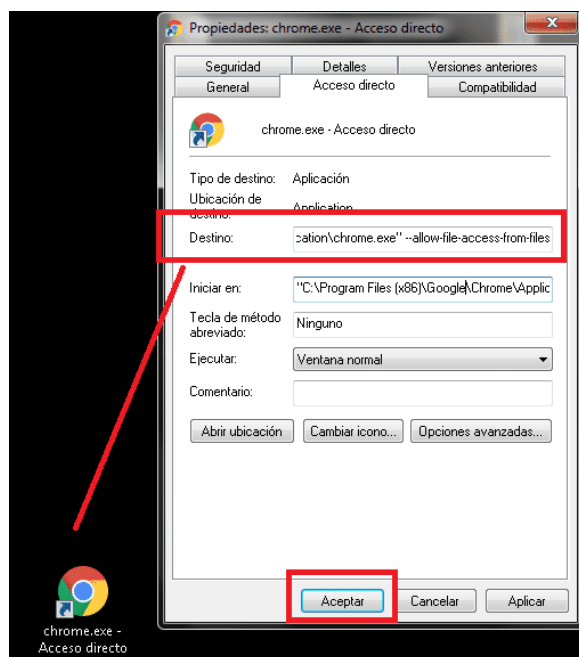 Propiedades: chrome.exe - Acceso directo
Seguridad
Detalles
Versiones anteriores
General
Acceso directo
Compatibilidad
chrome.exe - Acceso directo
Tipo de destino: Aplicación
Ubicación de
destino:
Application
Destino: cation\chrome.exe" --allow-file-access-from-files
Iniciar en: "C:\Program Files (x86)\Google\Chrome\Applic
Tecla de método
abreviado:
Ninguno
Ejecutar: Ventana normal
Comentario:
Abrir ubicación
Cambiar icono...
Opciones avanzadas...
Aceptar
Cancelar
Aplicar
chrome.exe -
Acceso directo